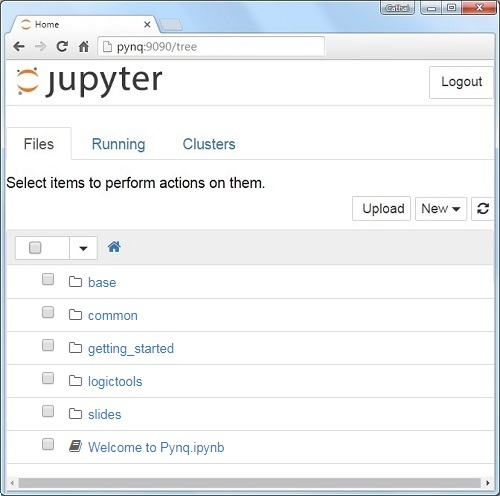 Cathal
Home
pynq:9090/tree
jupyter
Logout
Files Running Clusters
Select items to perform actions on them.
Upload New
base
common
getting_started
logictools
slides
Welcome to Pynq.ipynb